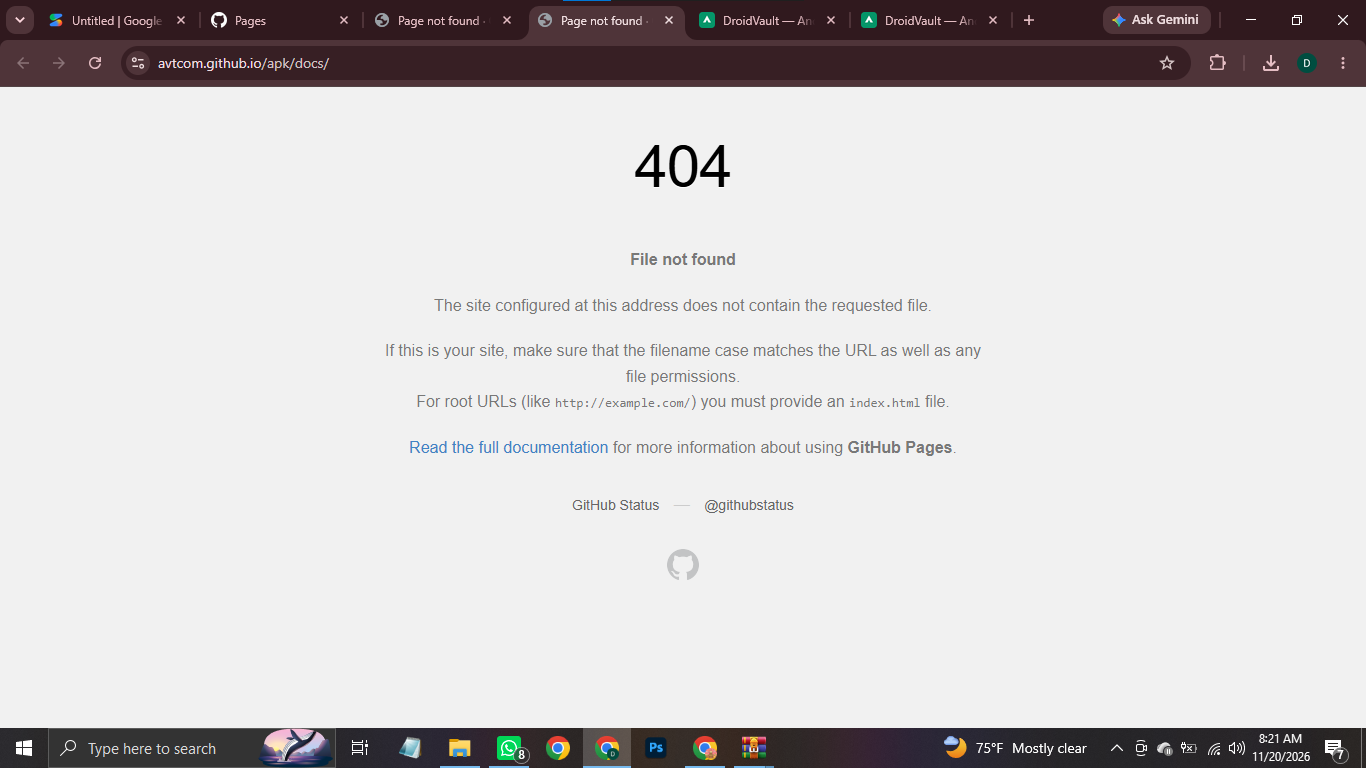 Untitled | Google
Pages
Page not found ·
Page not found ·
DroidVault — An
DroidVault — An
Ask Gemini
avtcom.github.io/apk/docs/
D
404
File not found
The site configured at this address does not contain the requested file.
If this is your site, make sure that the filename case matches the URL as well as any
file permissions.
For root URLs (like http://example.com/) you must provide an index.html file.
Read the full documentation for more information about using GitHub Pages.
GitHub Status — @githubstatus
Type here to search
8
D
Ps
75°F Mostly clear
8:21 AM
11/20/2026
7